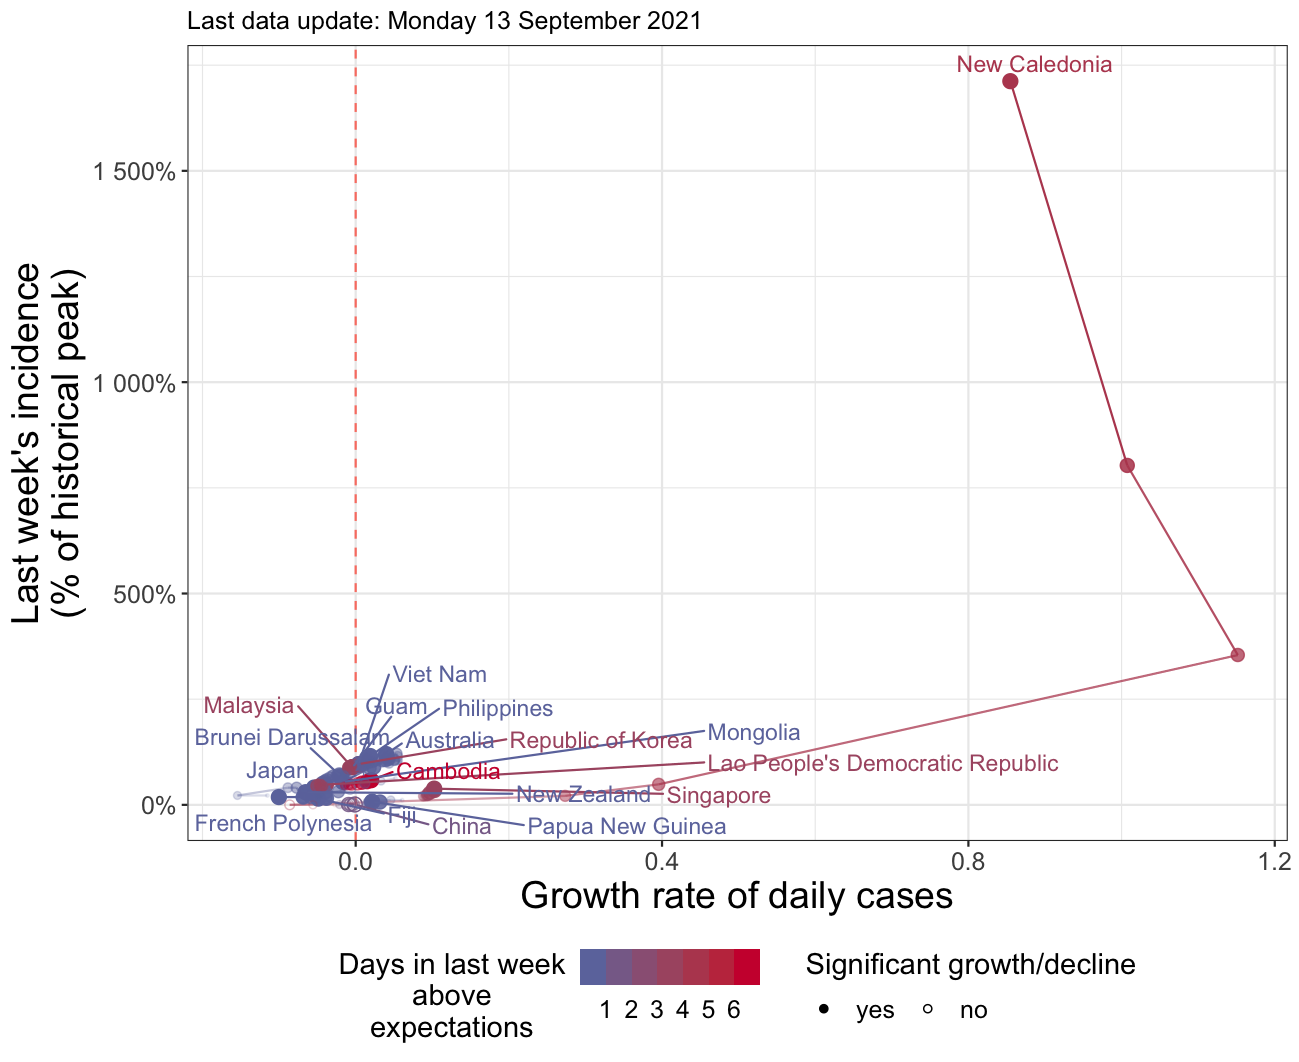 Last data update: Monday 13 September 2021
Last week's incidence
(% of historical peak)
1 500%
1 000%
500%
0%
New Caledonia
Viet Nam
Malaysia
Guam
Philippines
Brunei Darussalam
Australia
Republic of Korea
Mongolia
Japan
Cambodia
Lao People's Democratic Republic
New Zealand
Singapore
French Polynesia
Fiji
China
Papua New Guinea
0.0
0.4
0.8
1.2
Growth rate of daily cases
Days in last week
above
expectations
1 2 3 4 5 6
Significant growth/decline
yes
no